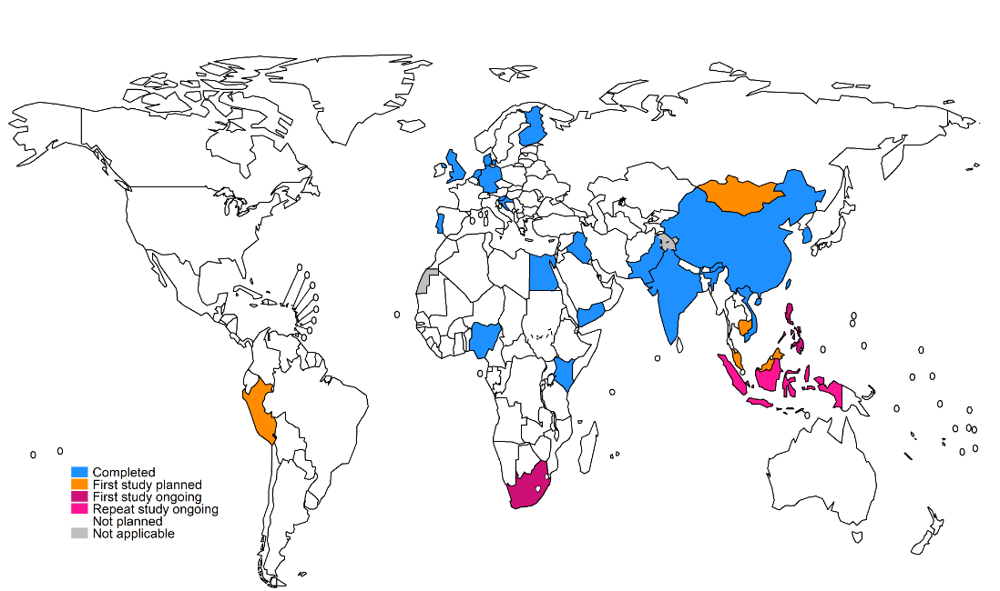 Completed
First study planned
First study ongoing
Repeat study ongoing
Not planned
Not applicable